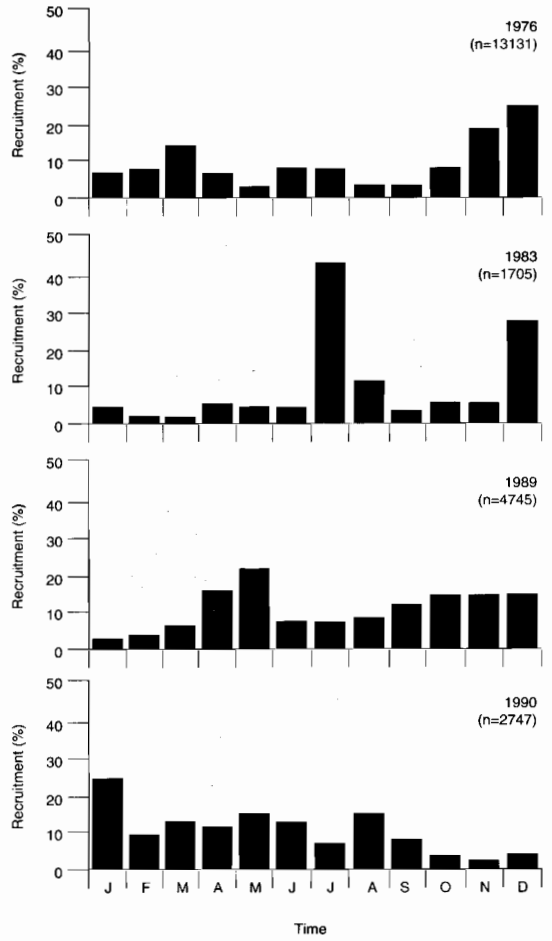 50
40
30
20
10
0
Recruitment (%)
1976
(n=13131)
50
40
30
20
10
0
Recruitment (%)
1983
(n=1705)
50
40
30
20
10
0
Recruitment (%)
1989
(n=4745)
50
40
30
20
10
0
Recruitment (%)
1990
(n=2747)
J F M A M J J A S O N D
Time